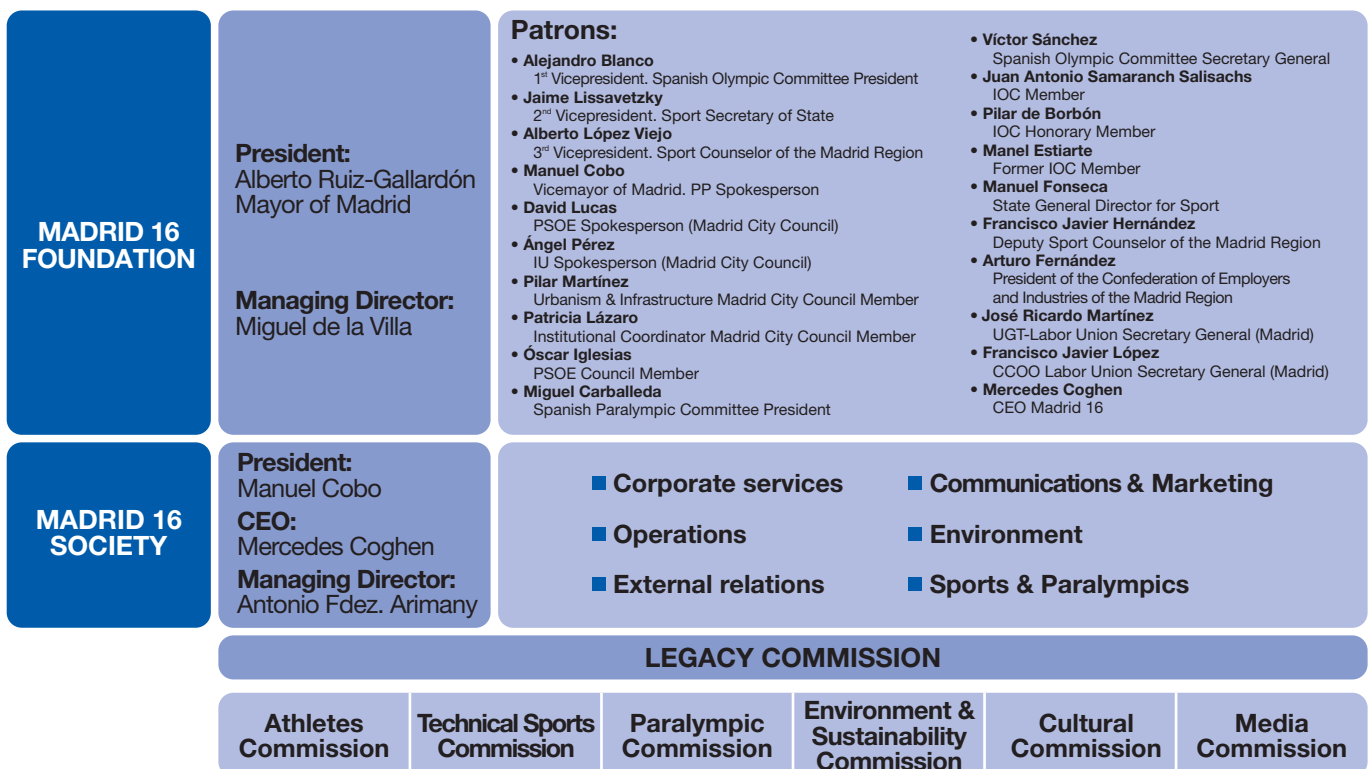 MADRID 16
FOUNDATION
President:
Alberto Ruiz-Gallardón
Mayor of Madrid
Managing Director:
Miguel de la Villa
Patrons:
• Alejandro Blanco
1st Vicepresident. Spanish Olympic Committee President
• Jaime Lissavetzky
2nd Vicepresident. Sport Secretary of State
• Alberto López Viejo
3rd Vicepresident. Sport Counselor of the Madrid Region
• Manuel Cobo
Vicemayor of Madrid. PP Spokesperson
• David Lucas
PSOE Spokesperson (Madrid City Council)
• Ángel Pérez
IU Spokesperson (Madrid City Council)
• Pilar Martínez
Urbanism & Infrastructure Madrid City Council Member
• Patricia Lázaro
Institutional Coordinator Madrid City Council Member
• Óscar Iglesias
PSOE Council Member
• Miguel Carballeda
Spanish Paralympic Committee President
• Víctor Sánchez
Spanish Olympic Committee Secretary General
• Juan Antonio Samaranch Salisachs
IOC Member
• Pilar de Borbón
IOC Honorary Member
• Manel Estiarte
Former IOC Member
• Manuel Fonseca
State General Director for Sport
• Francisco Javier Hernández
Deputy Sport Counselor of the Madrid Region
• Arturo Fernández
President of the Confederation of Employers
and Industries of the Madrid Region
• José Ricardo Martínez
UGT-Labor Union Secretary General (Madrid)
• Francisco Javier López
CCOO Labor Union Secretary General (Madrid)
• Mercedes Coghen
CEO Madrid 16
MADRID 16
SOCIETY
President:
Manuel Cobo
CEO:
Mercedes Coghen
Managing Director:
Antonio Fdez. Arimany
■ Corporate services
■ Operations
■ External relations
■ Communications & Marketing
■ Environment
■ Sports & Paralympics
LEGACY COMMISSION
Athletes
Commission
Technical Sports
Commission
Paralympic
Commission
Environment &
Sustainability
Commission
Cultural
Commission
Media
Commission